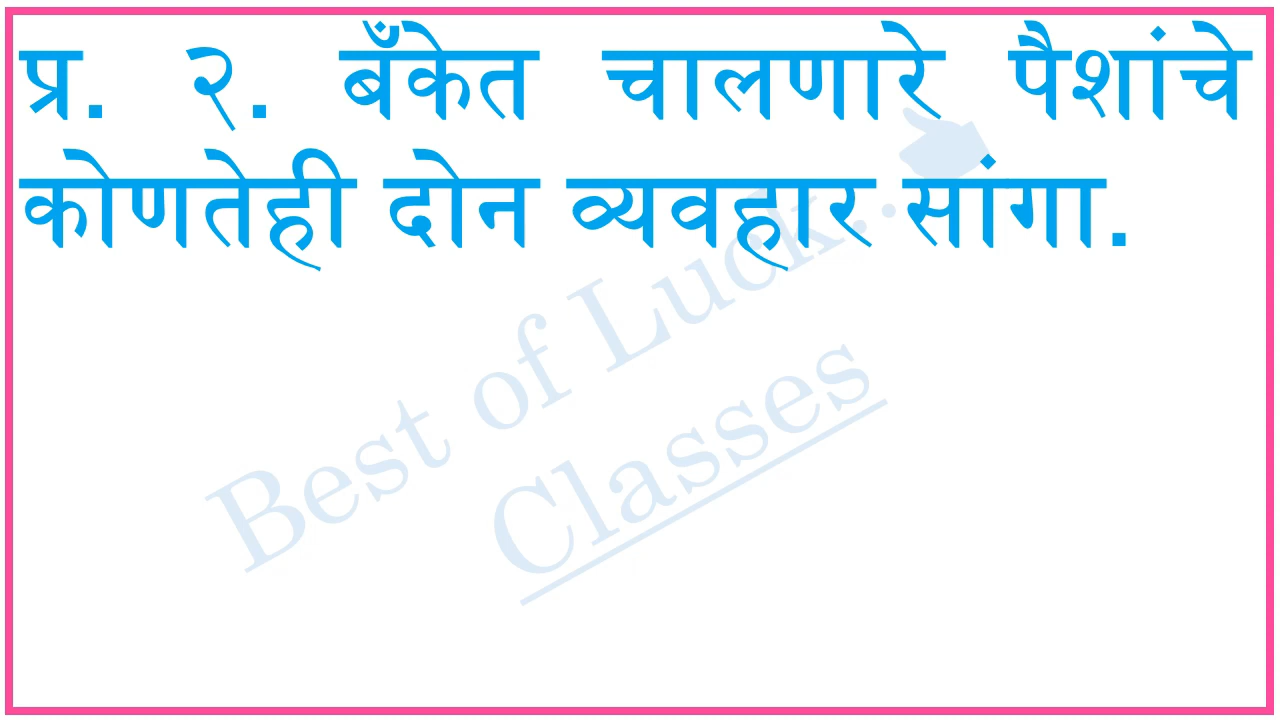 प्र. २. बँकेत चालणारे पैशांचे
कोणतेही दोन व्यवहार सांगा.
Best of Luck..
Classes